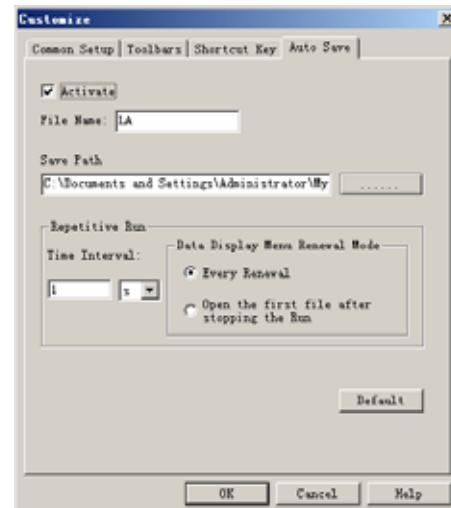 Customize
Common Setup Toolbars Shortcut Key Auto Save
Activate
File Name: LA
Save Path
C:\Documents and Settings\Administrator\My ......
Repetitive Run
Time Interval:
Data Display Menu Renewal Mode
Every Renewal
1 s
Open the first file after
stopping the Run
Default
OK Cancel Help